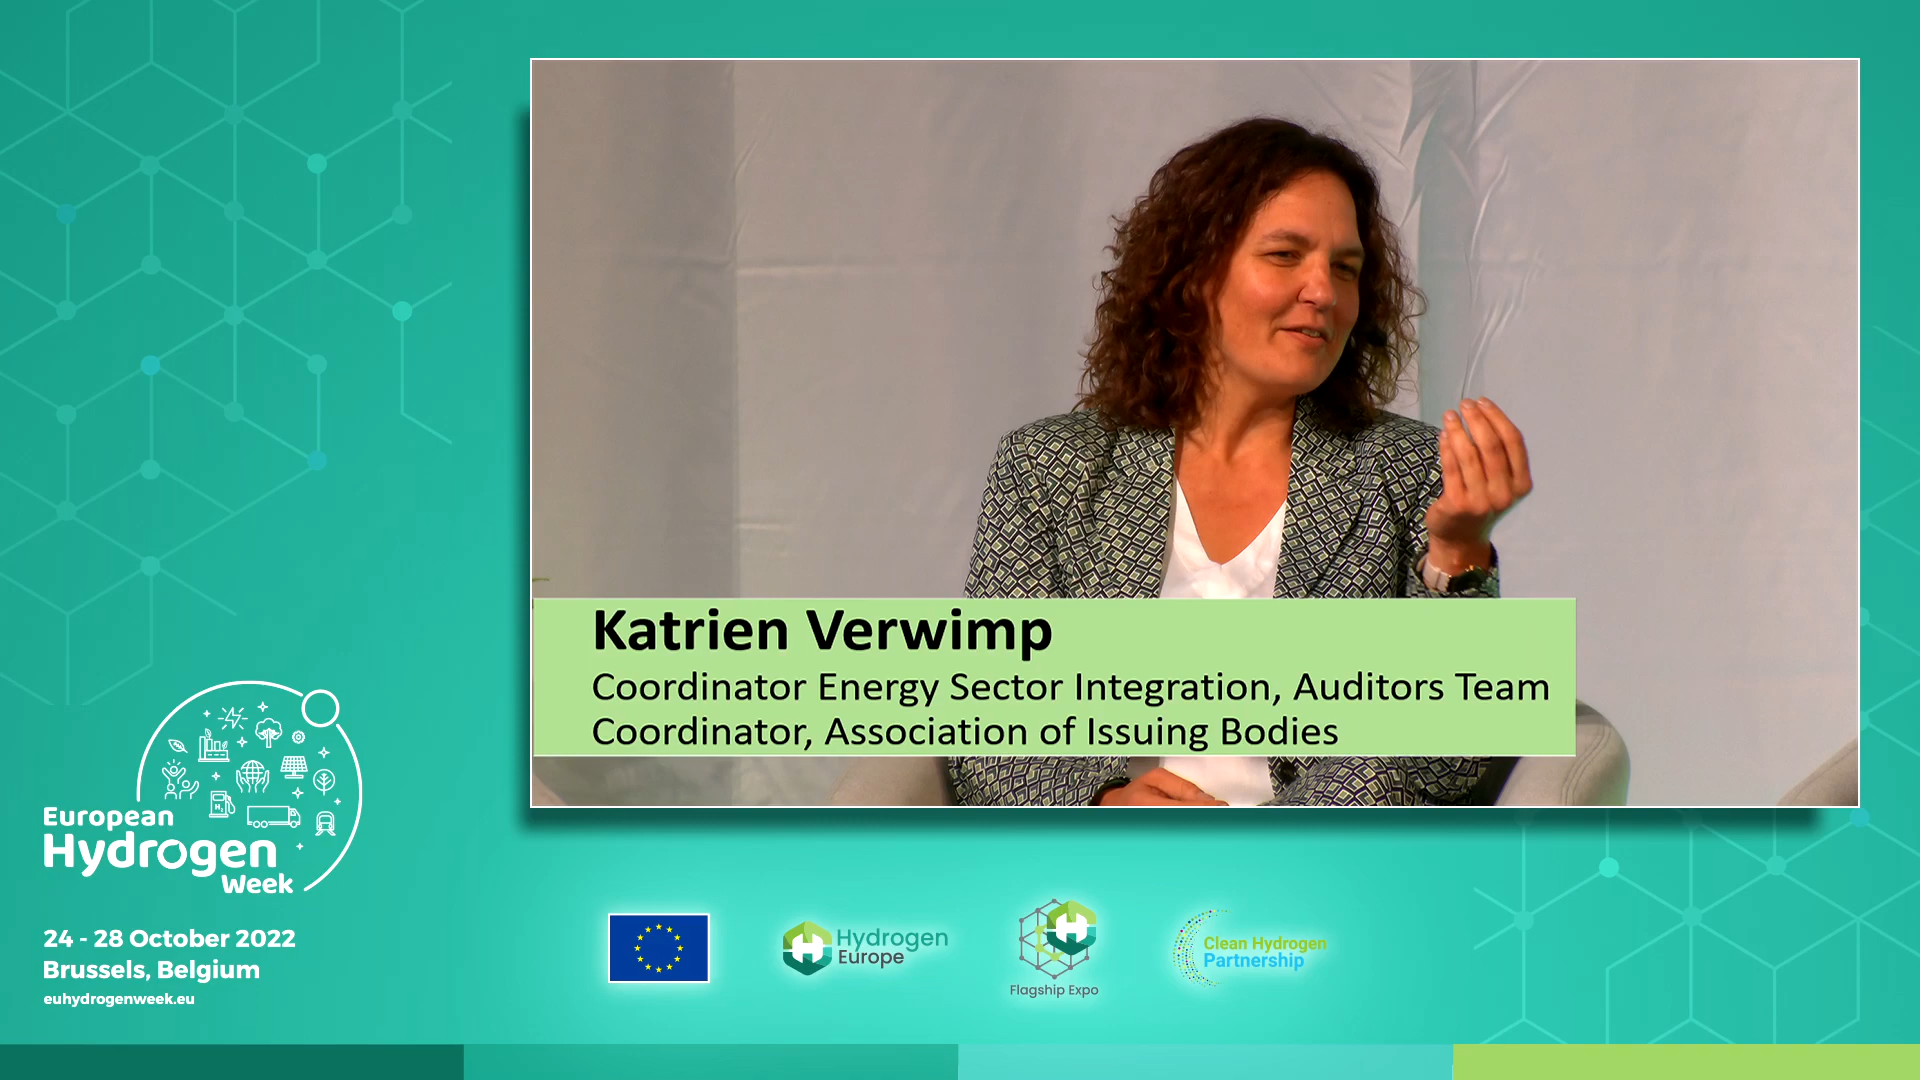 Katrien Verwimp
Coordinator Energy Sector Integration, Auditors Team
Coordinator, Association of Issuing Bodies
European
Hydrogen
Week
H₂
24 - 28 October 2022
Brussels, Belgium
euhydrogenweek.eu
Hydrogen
Europe
Flagship Expo
Clean Hydrogen
Partnership